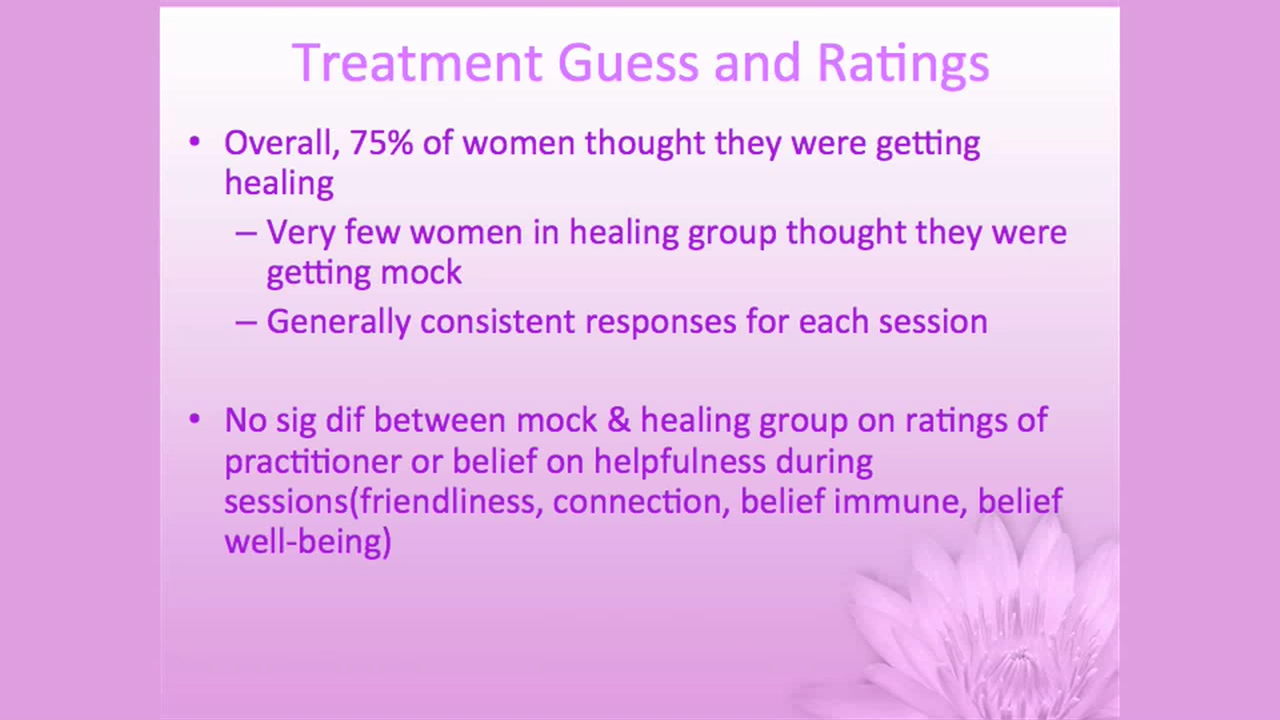 Treatment Guess and Ratings
• Overall, 75% of women thought they were getting
healing
– Very few women in healing group thought they were
getting mock
– Generally consistent responses for each session
• No sig dif between mock & healing group on ratings of
practitioner or belief on helpfulness during
sessions(friendliness, connection, belief immune, belief
well-being)